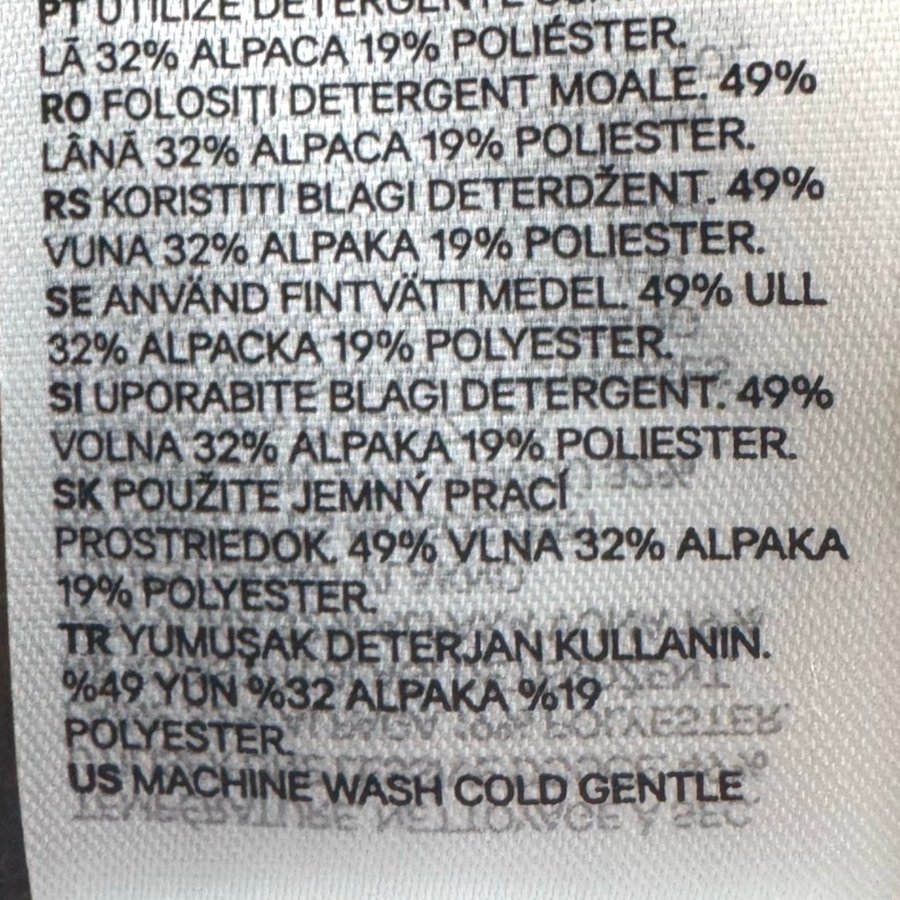 PT UTILIZE DETERGENTE
LÃ 32% ALPACA 19% POLIÉSTER.
RO FOLOSIȚI DETERGENT MOALE. 49%
LÂNĂ 32% ALPACA 19% POLIESTER.
RS KORISTITI BLAGI DETERDŽENT. 49%
VUNA 32% ALPAKA 19% POLIESTER.
SE ANVÄND FINTVÄTTMEDEL. 49% ULL
32% ALPACKA 19% POLYESTER.
SI UPORABITE BLAGI DETERGENT. 49%
VOLNA 32% ALPAKA 19% POLIESTER.
SK POUŽITE JEMNÝ PRACÍ
PROSTRIEDOK. 49% VLNA 32% ALPAKA
19% POLYESTER.
TR YUMUŞAK DETERJAN KULLANIN.
%49 YÜN %32 ALPAKA %19
POLYESTER.
US MACHINE WASH COLD GENTLE